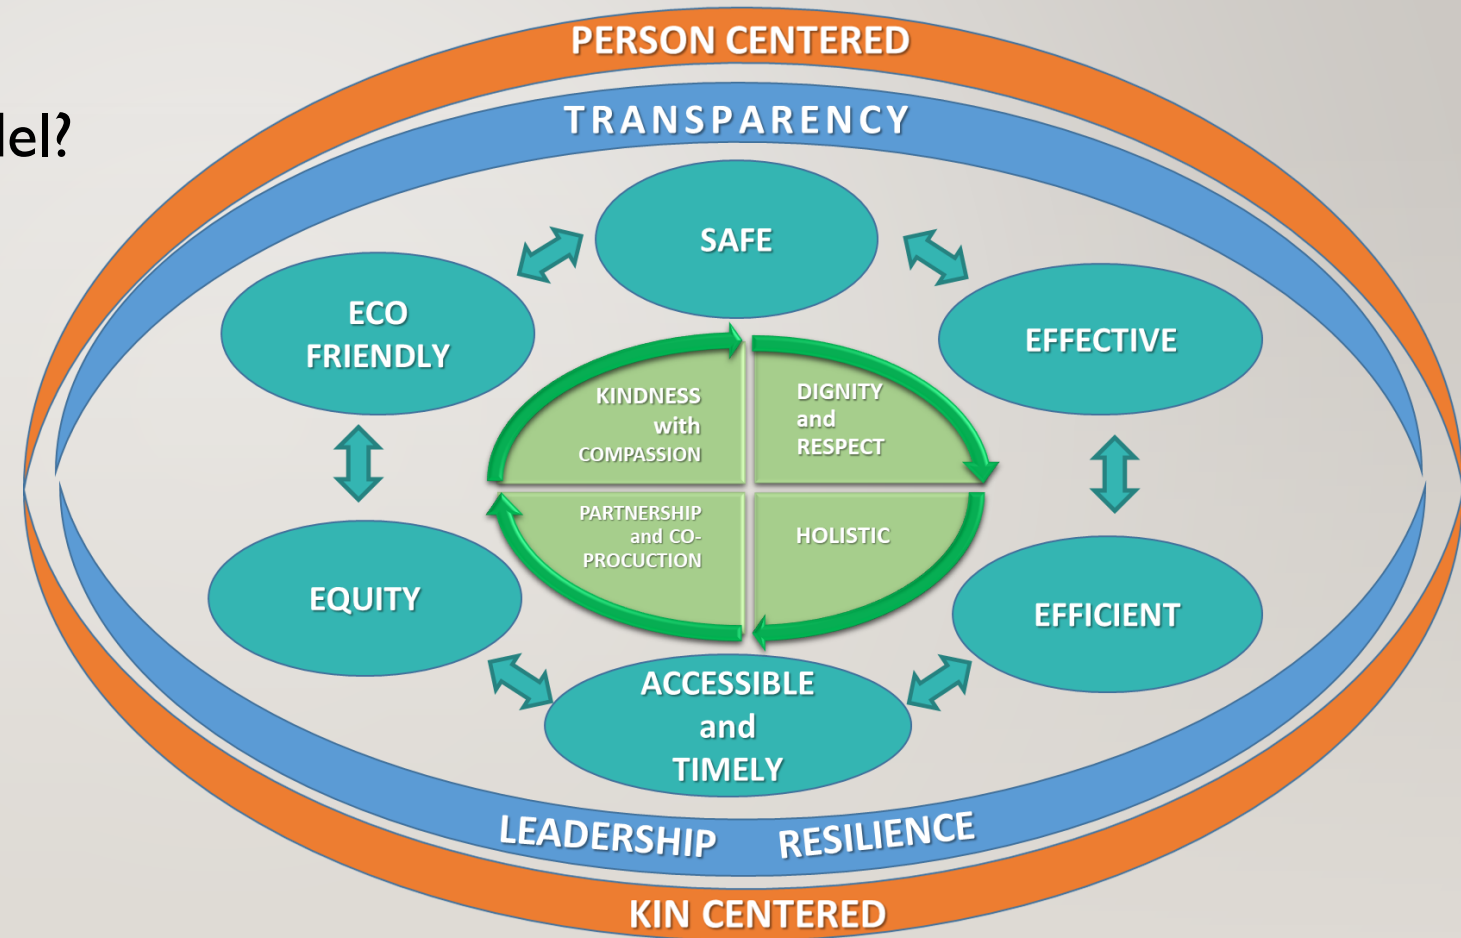 PERSON CENTERED
del?
TRANSPARENCY
SAFE
ECO
FRIENDLY
EFFECTIVE
KINDNESS
with
COMPASSION
DIGNITY
and
RESPECT
PARTNERSHIP
and CO-
PROCUCTION
HOLISTIC
EQUITY
EFFICIENT
ACCESSIBLE
and
TIMELY
LEADERSHIP RESILIENCE
KIN CENTERED